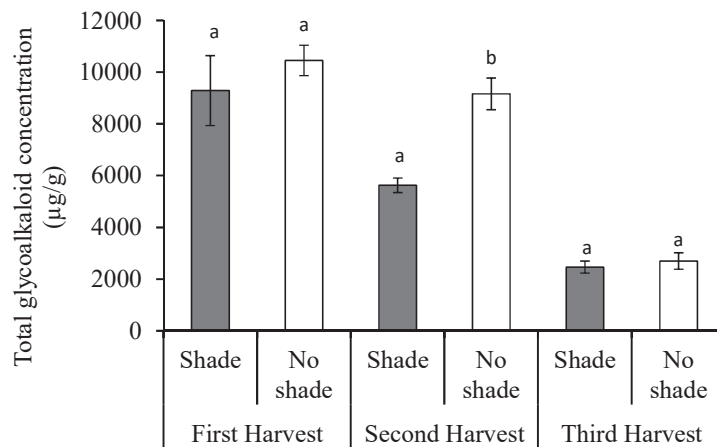 Total glycoalkaloid concentration
(µg/g)
12000
10000
8000
6000
4000
2000
0
a
a
a
b
a
a
Shade
No
shade
Shade
No
shade
Shade
No
shade
First Harvest
Second Harvest
Third Harvest